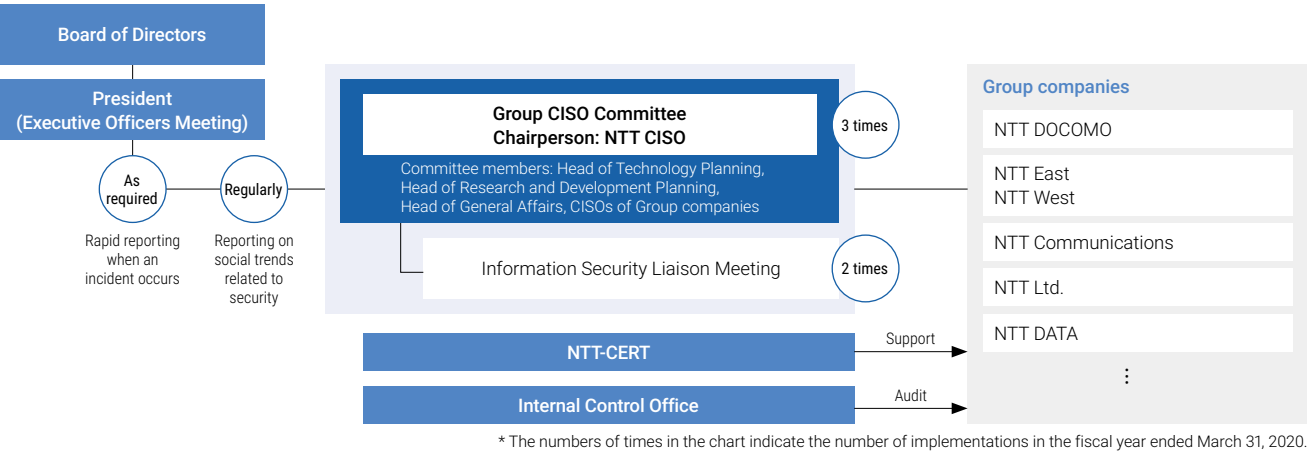 Board of Directors
President
(Executive Officers Meeting)
As
required
Regularly
Rapid reporting
when an
incident occurs
Reporting on
social trends
related to
security
Group CISO Committee
Chairperson: NTT CISO
3 times
Committee members: Head of Technology Planning,
Head of Research and Development Planning,
Head of General Affairs, CISOs of Group companies
Information Security Liaison Meeting
2 times
NTT-CERT
Support
Internal Control Office
Audit
Group companies
NTT DOCOMO
NTT East
NTT West
NTT Communications
NTT Ltd.
NTT DATA
⋮
* The numbers of times in the chart indicate the number of implementations in the fiscal year ended March 31, 2020.